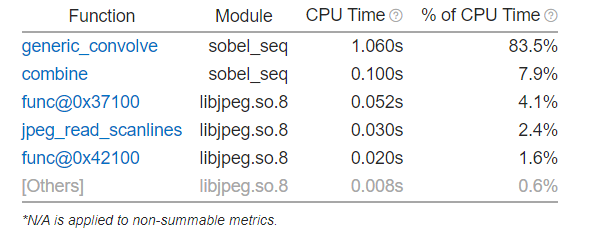 Function Module CPU Time ? % of CPU Time ?
generic_convolve sobel_seq 1.060s 83.5%
combine sobel_seq 0.100s 7.9%
func@0x37100 libjpeg.so.8 0.052s 4.1%
jpeg_read_scanlines libjpeg.so.8 0.030s 2.4%
func@0x42100 libjpeg.so.8 0.020s 1.6%
[Others] libjpeg.so.8 0.008s 0.6%
*N/A is applied to non-summable metrics.